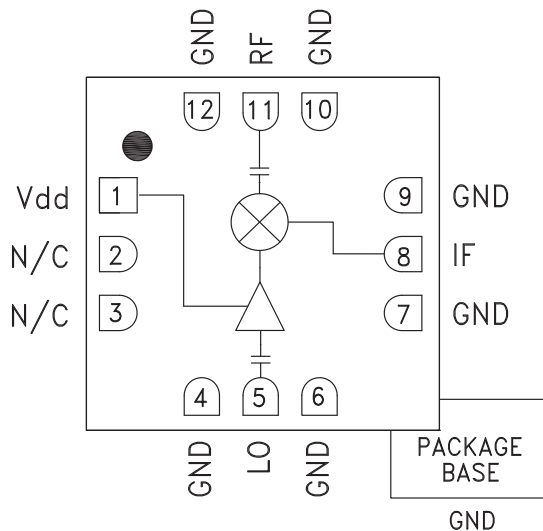 GND RF GND
12 11 10
Vdd 1 9 GND
N/C 2 8 IF
N/C 3 7 GND
4 5 6
GND LO GND
PACKAGE
BASE
GND